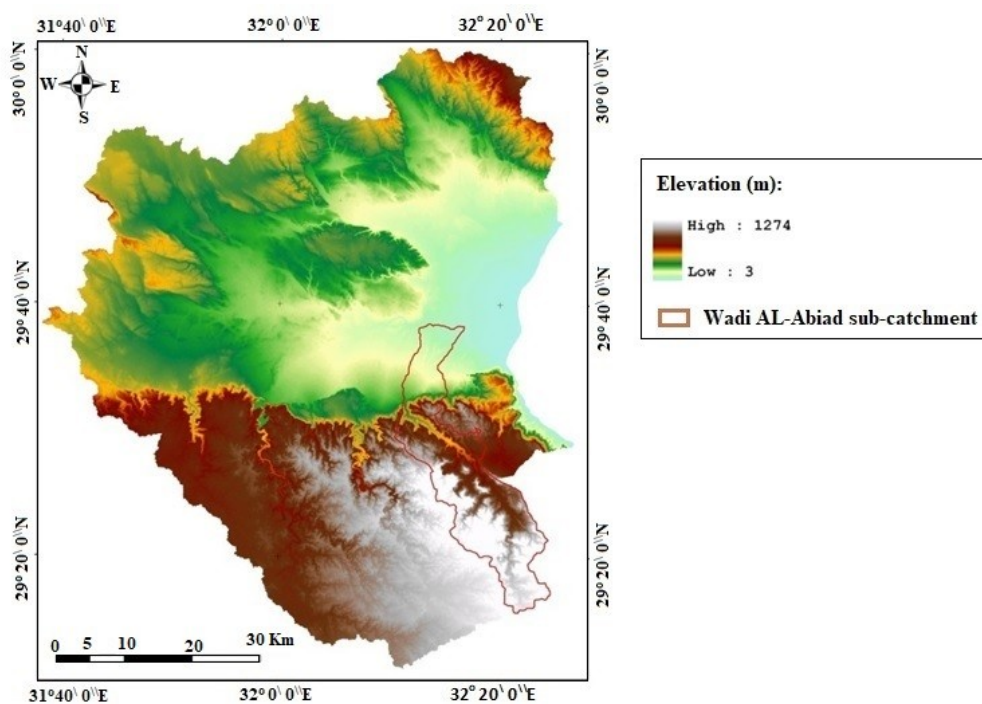 31° 40\ 0\\E
32° 0\ 0\\E
32° 20\ 0\\E
30° 0\ 0\\N
30° 0\ 0\\N
N
W E
S
Elevation (m):
High : 1274
Low : 3
Wadi AL-Abiad sub-catchment
29° 40\ 0\\N
29° 40\ 0\\N
29° 20\ 0\\N
29° 20\ 0\\N
0 5 10 20 30 Km
31° 40\ 0\\E
32° 0\ 0\\E
32° 20\ 0\\E